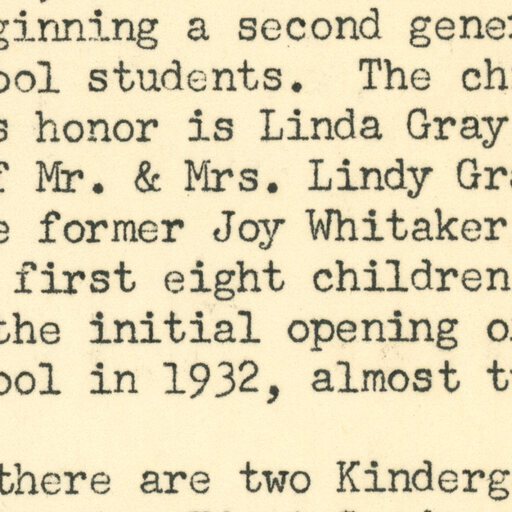 ginning a second gene
ool students. The ch
s honor is Linda Gray
f Mr. & Mrs. Lindy Gra
e former Joy Whitaker
first eight children
the initial opening o
ool in 1932, almost t
there are two Kinderg